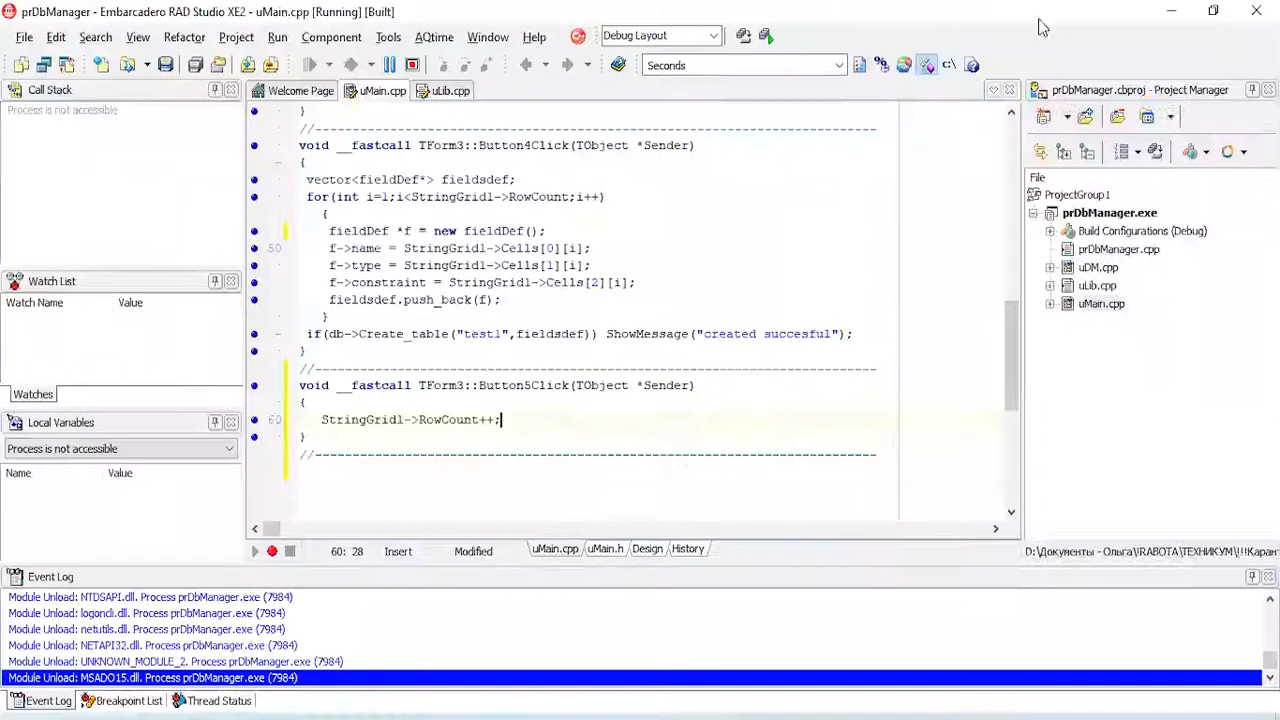 prDbManager - Embarcadero RAD Studio XE2 - uMain.cpp [Running] [Built]
File Edit Search View Refactor Project Run Component Tools AQtime Window Help Debug Layout
Seconds
Call Stack
Process is not accessible
Watch List
Watch Name Value
Watches
Local Variables
Process is not accessible
Name Value
Welcome Page uMain.cpp uLib.cpp
}
//---------------------------------------------------------------------------
void __fastcall TForm3::Button4Click(TObject *Sender)
{
vector<fieldDef*> fieldsdef;
for(int i=1;i<StringGrid1->RowCount;i++)
{
fieldDef *f = new fieldDef();
50 f->name = StringGrid1->Cells[0][i];
f->type = StringGrid1->Cells[1][i];
f->constraint = StringGrid1->Cells[2][i];
fieldsdef.push_back(f);
}
if(db->Create_table("test1",fieldsdef)) ShowMessage("created succesful");
}
//---------------------------------------------------------------------------
void __fastcall TForm3::Button5Click(TObject *Sender)
{
60 StringGrid1->RowCount++;
}
//---------------------------------------------------------------------------
60: 28 Insert Modified uMain.cpp uMain.h Design History
prDbManager.cbproj - Project Manager
File
ProjectGroup1
prDbManager.exe
Build Configurations (Debug)
prDbManager.cpp
uDM.cpp
uLib.cpp
uMain.cpp
D:\Документы - Ольга\!RABOTA\ТЕХНИКУМ\!!!Каран
Event Log
Module Unload: NTDSAPI.dll. Process prDbManager.exe (7984)
Module Unload: logoncli.dll. Process prDbManager.exe (7984)
Module Unload: netutils.dll. Process prDbManager.exe (7984)
Module Unload: NETAPI32.dll. Process prDbManager.exe (7984)
Module Unload: UNKNOWN_MODULE_2. Process prDbManager.exe (7984)
Module Unload: MSADO15.dll. Process prDbManager.exe (7984)
Event Log Breakpoint List Thread Status